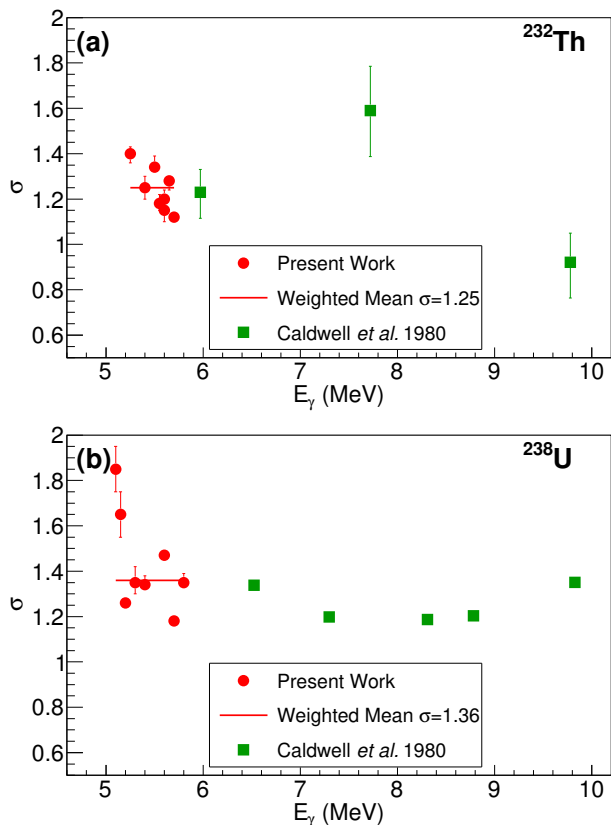 (a)
²³²Th
2
1.8
1.6
1.4
1.2
1
0.8
0.6
σ
Present Work
Weighted Mean σ=1.25
Caldwell et al. 1980
5 6 7 8 9 10
E_γ (MeV)
(b)
²³⁸U
2
1.8
1.6
1.4
1.2
1
0.8
0.6
σ
Present Work
Weighted Mean σ=1.36
Caldwell et al. 1980
5 6 7 8 9 10
E_γ (MeV)